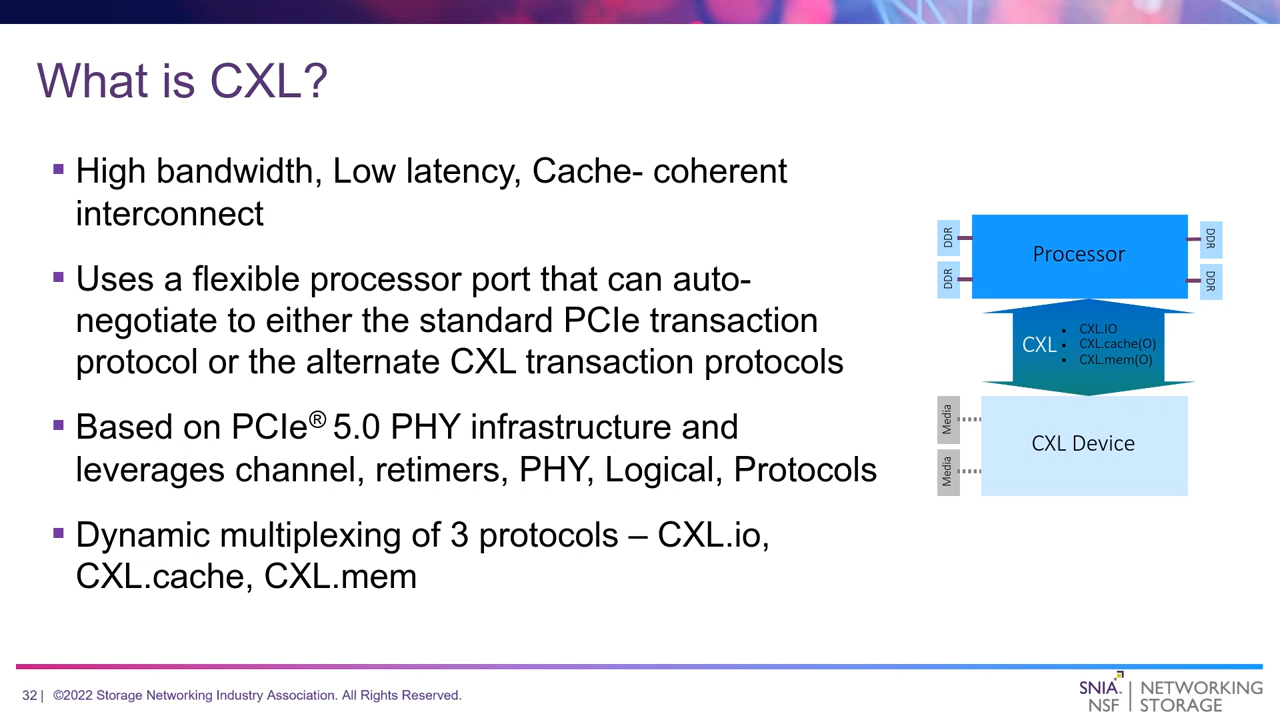 What is CXL?
▪ High bandwidth, Low latency, Cache- coherent
interconnect
▪ Uses a flexible processor port that can auto-
negotiate to either the standard PCIe transaction
protocol or the alternate CXL transaction protocols
▪ Based on PCIe® 5.0 PHY infrastructure and
leverages channel, retimers, PHY, Logical, Protocols
▪ Dynamic multiplexing of 3 protocols – CXL.io,
CXL.cache, CXL.mem
DDR
DDR
Processor
DDR
DDR
CXL
• CXL.IO
• CXL.cache(O)
• CXL.mem(O)
Media
Media
CXL Device
32 | ©2022 Storage Networking Industry Association. All Rights Reserved.
SNIA. | NETWORKING
NSF | STORAGE